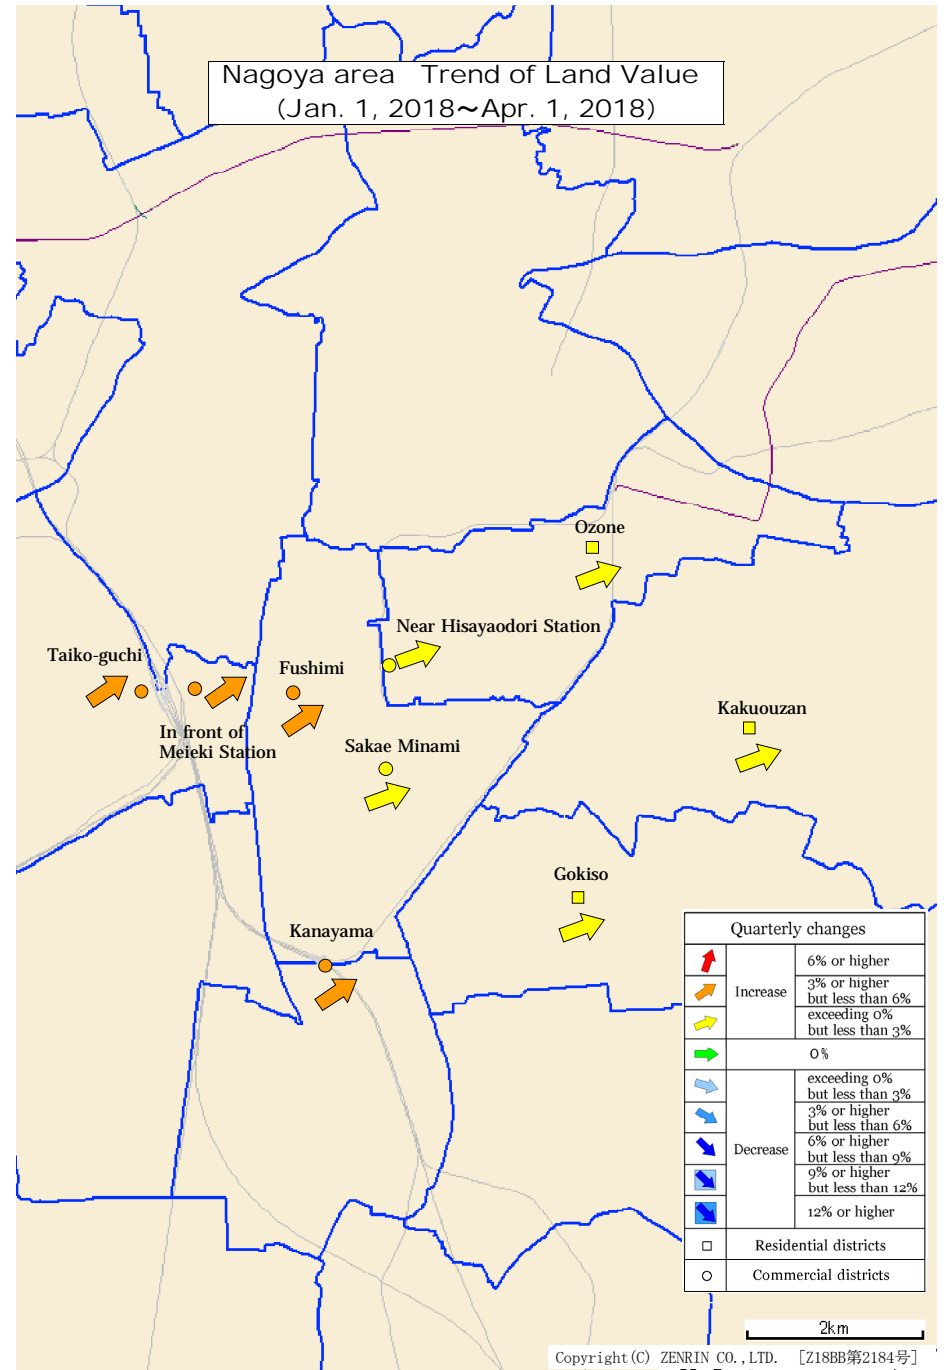 Nagoya area Trend of Land Value
(Jan. 1, 2018～Apr. 1, 2018)
Ozone
Near Hisayaodori Station
Taiko-guchi
Fushimi
In front of
Meieki Station
Sakae Minami
Kakuouzan
Gokiso
Kanayama
Quarterly changes
Increase
6% or higher
3% or higher
but less than 6%
exceeding 0%
but less than 3%
0%
Decrease
exceeding 0%
but less than 3%
3% or higher
but less than 6%
6% or higher
but less than 9%
9% or higher
but less than 12%
12% or higher
Residential districts
Commercial districts
2km
Copyright(C) ZENRIN CO.,LTD. [Z18BB第2184号]